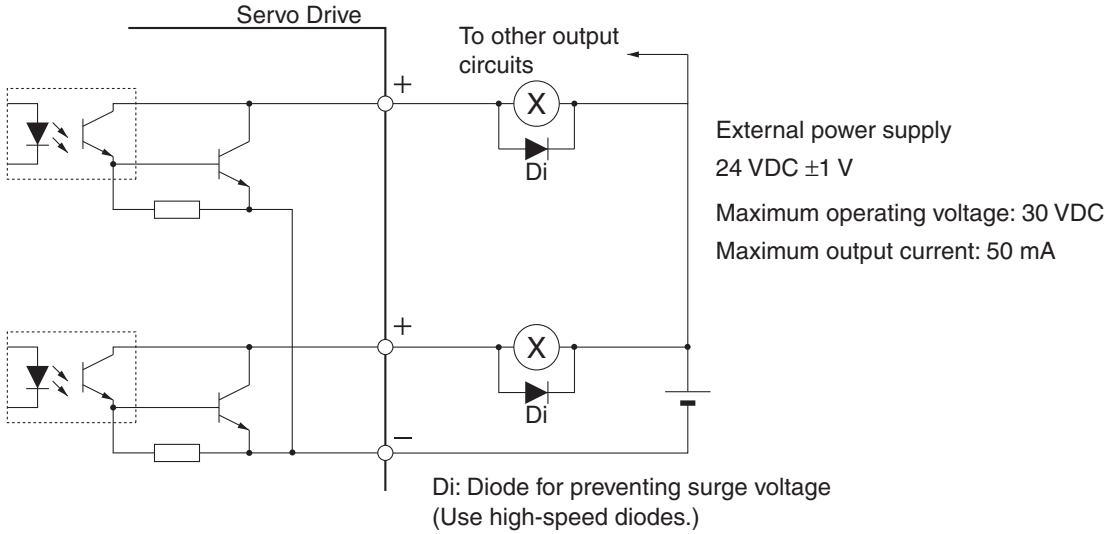 Servo Drive
To other output
circuits
+
X
Di
External power supply
24 VDC ±1 V
Maximum operating voltage: 30 VDC
Maximum output current: 50 mA
+
X
Di
−
Di: Diode for preventing surge voltage
(Use high-speed diodes.)